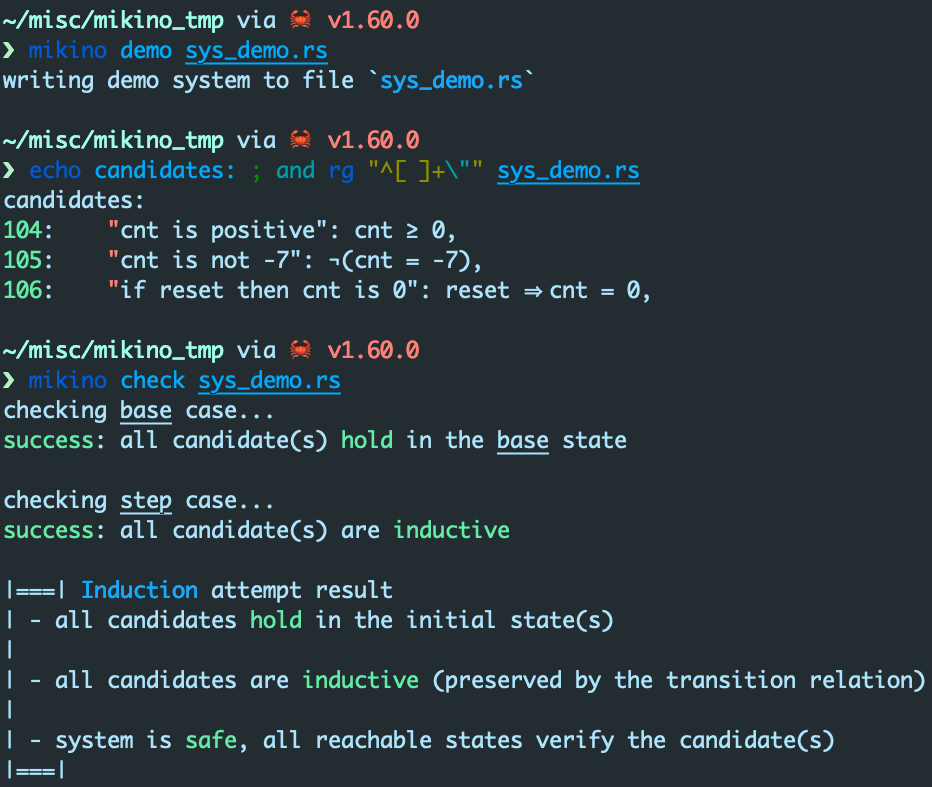 ~/misc/mikino_tmp via 🦀 v1.60.0
❯ mikino demo sys_demo.rs
writing demo system to file `sys_demo.rs`
~/misc/mikino_tmp via 🦀 v1.60.0
❯ echo candidates: ; and rg "^[ ]+\"" sys_demo.rs
candidates:
104:    "cnt is positive": cnt ≥ 0,
105:    "cnt is not -7": ¬(cnt = -7),
106:    "if reset then cnt is 0": reset ⇒ cnt = 0,
~/misc/mikino_tmp via 🦀 v1.60.0
❯ mikino check sys_demo.rs
checking base case...
success: all candidate(s) hold in the base state
checking step case...
success: all candidate(s) are inductive
|===| Induction attempt result
| - all candidates hold in the initial state(s)
|
| - all candidates are inductive (preserved by the transition relation)
|
| - system is safe, all reachable states verify the candidate(s)
|===|